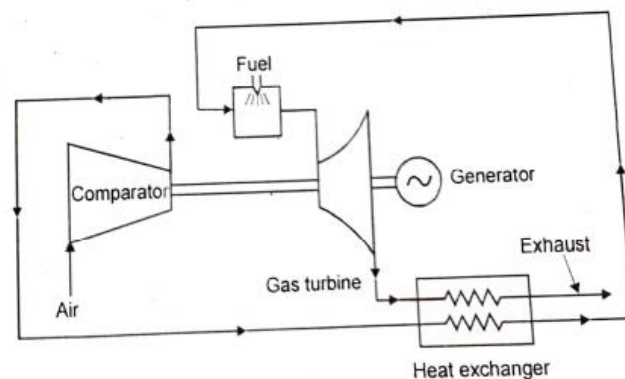 Fuel
Comparator
Generator
Exhaust
Gas turbine
Air
Heat exchanger